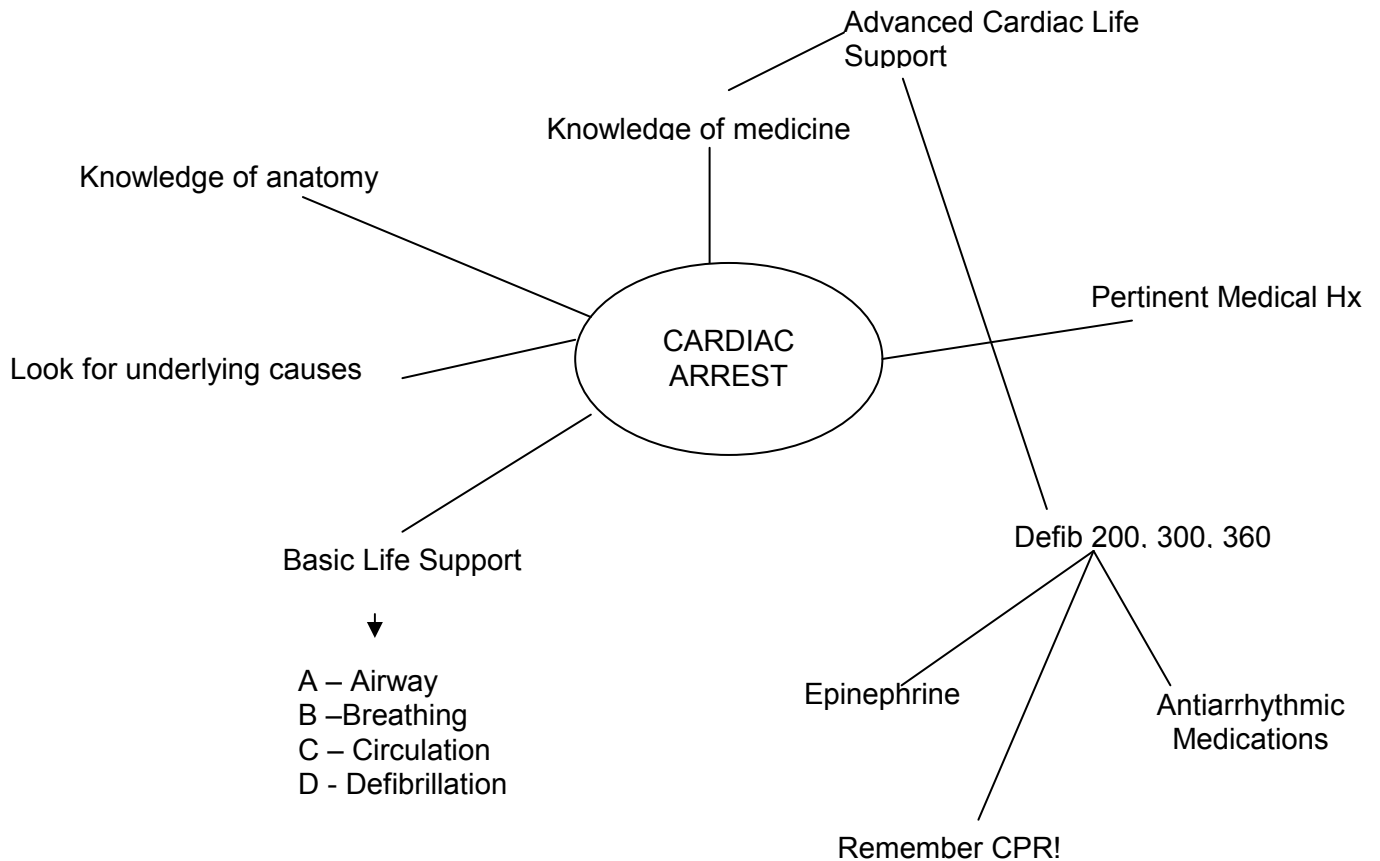 Advanced Cardiac Life
Support
Knowledge of medicine
Knowledge of anatomy
Pertinent Medical Hx
CARDIAC
ARREST
Look for underlying causes
Defib 200, 300, 360
Basic Life Support
A – Airway
B –Breathing
C – Circulation
D - Defibrillation
Epinephrine
Antiarrhythmic
Medications
Remember CPR!